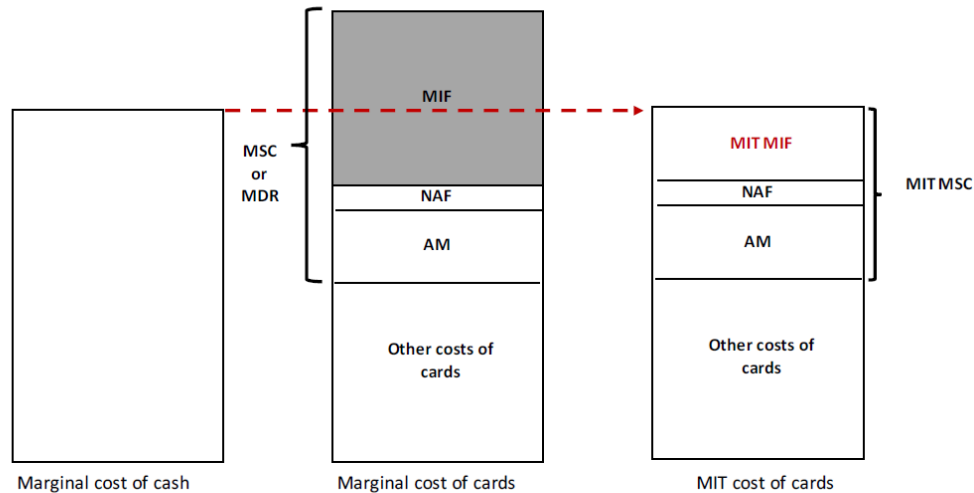 MIF
MSC
or
MDR
NAF
AM
Other costs of
cards
MIT MIF
NAF
AM
Other costs of
cards
MIT MSC
Marginal cost of cash
Marginal cost of cards
MIT cost of cards